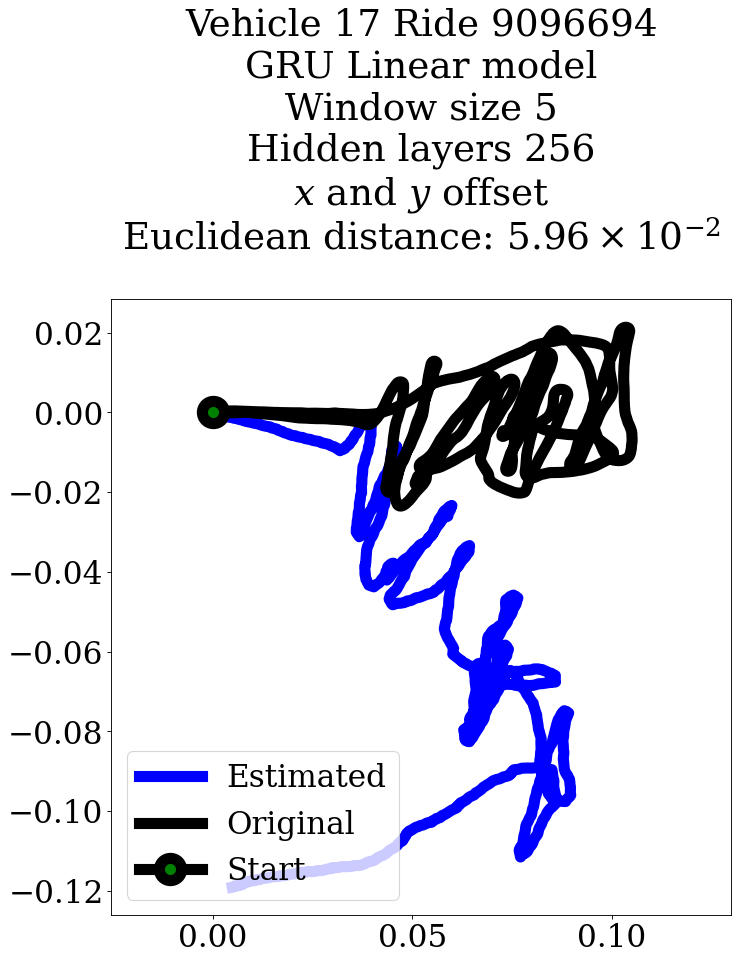 Vehicle 17 Ride 9096694
GRU Linear model
Window size 5
Hidden layers 256
x and y offset
Euclidean distance: 5.96 × 10⁻²
0.02
0.00
−0.02
−0.04
−0.06
−0.08
−0.10
−0.12
Estimated
Original
Start
0.00 0.05 0.10